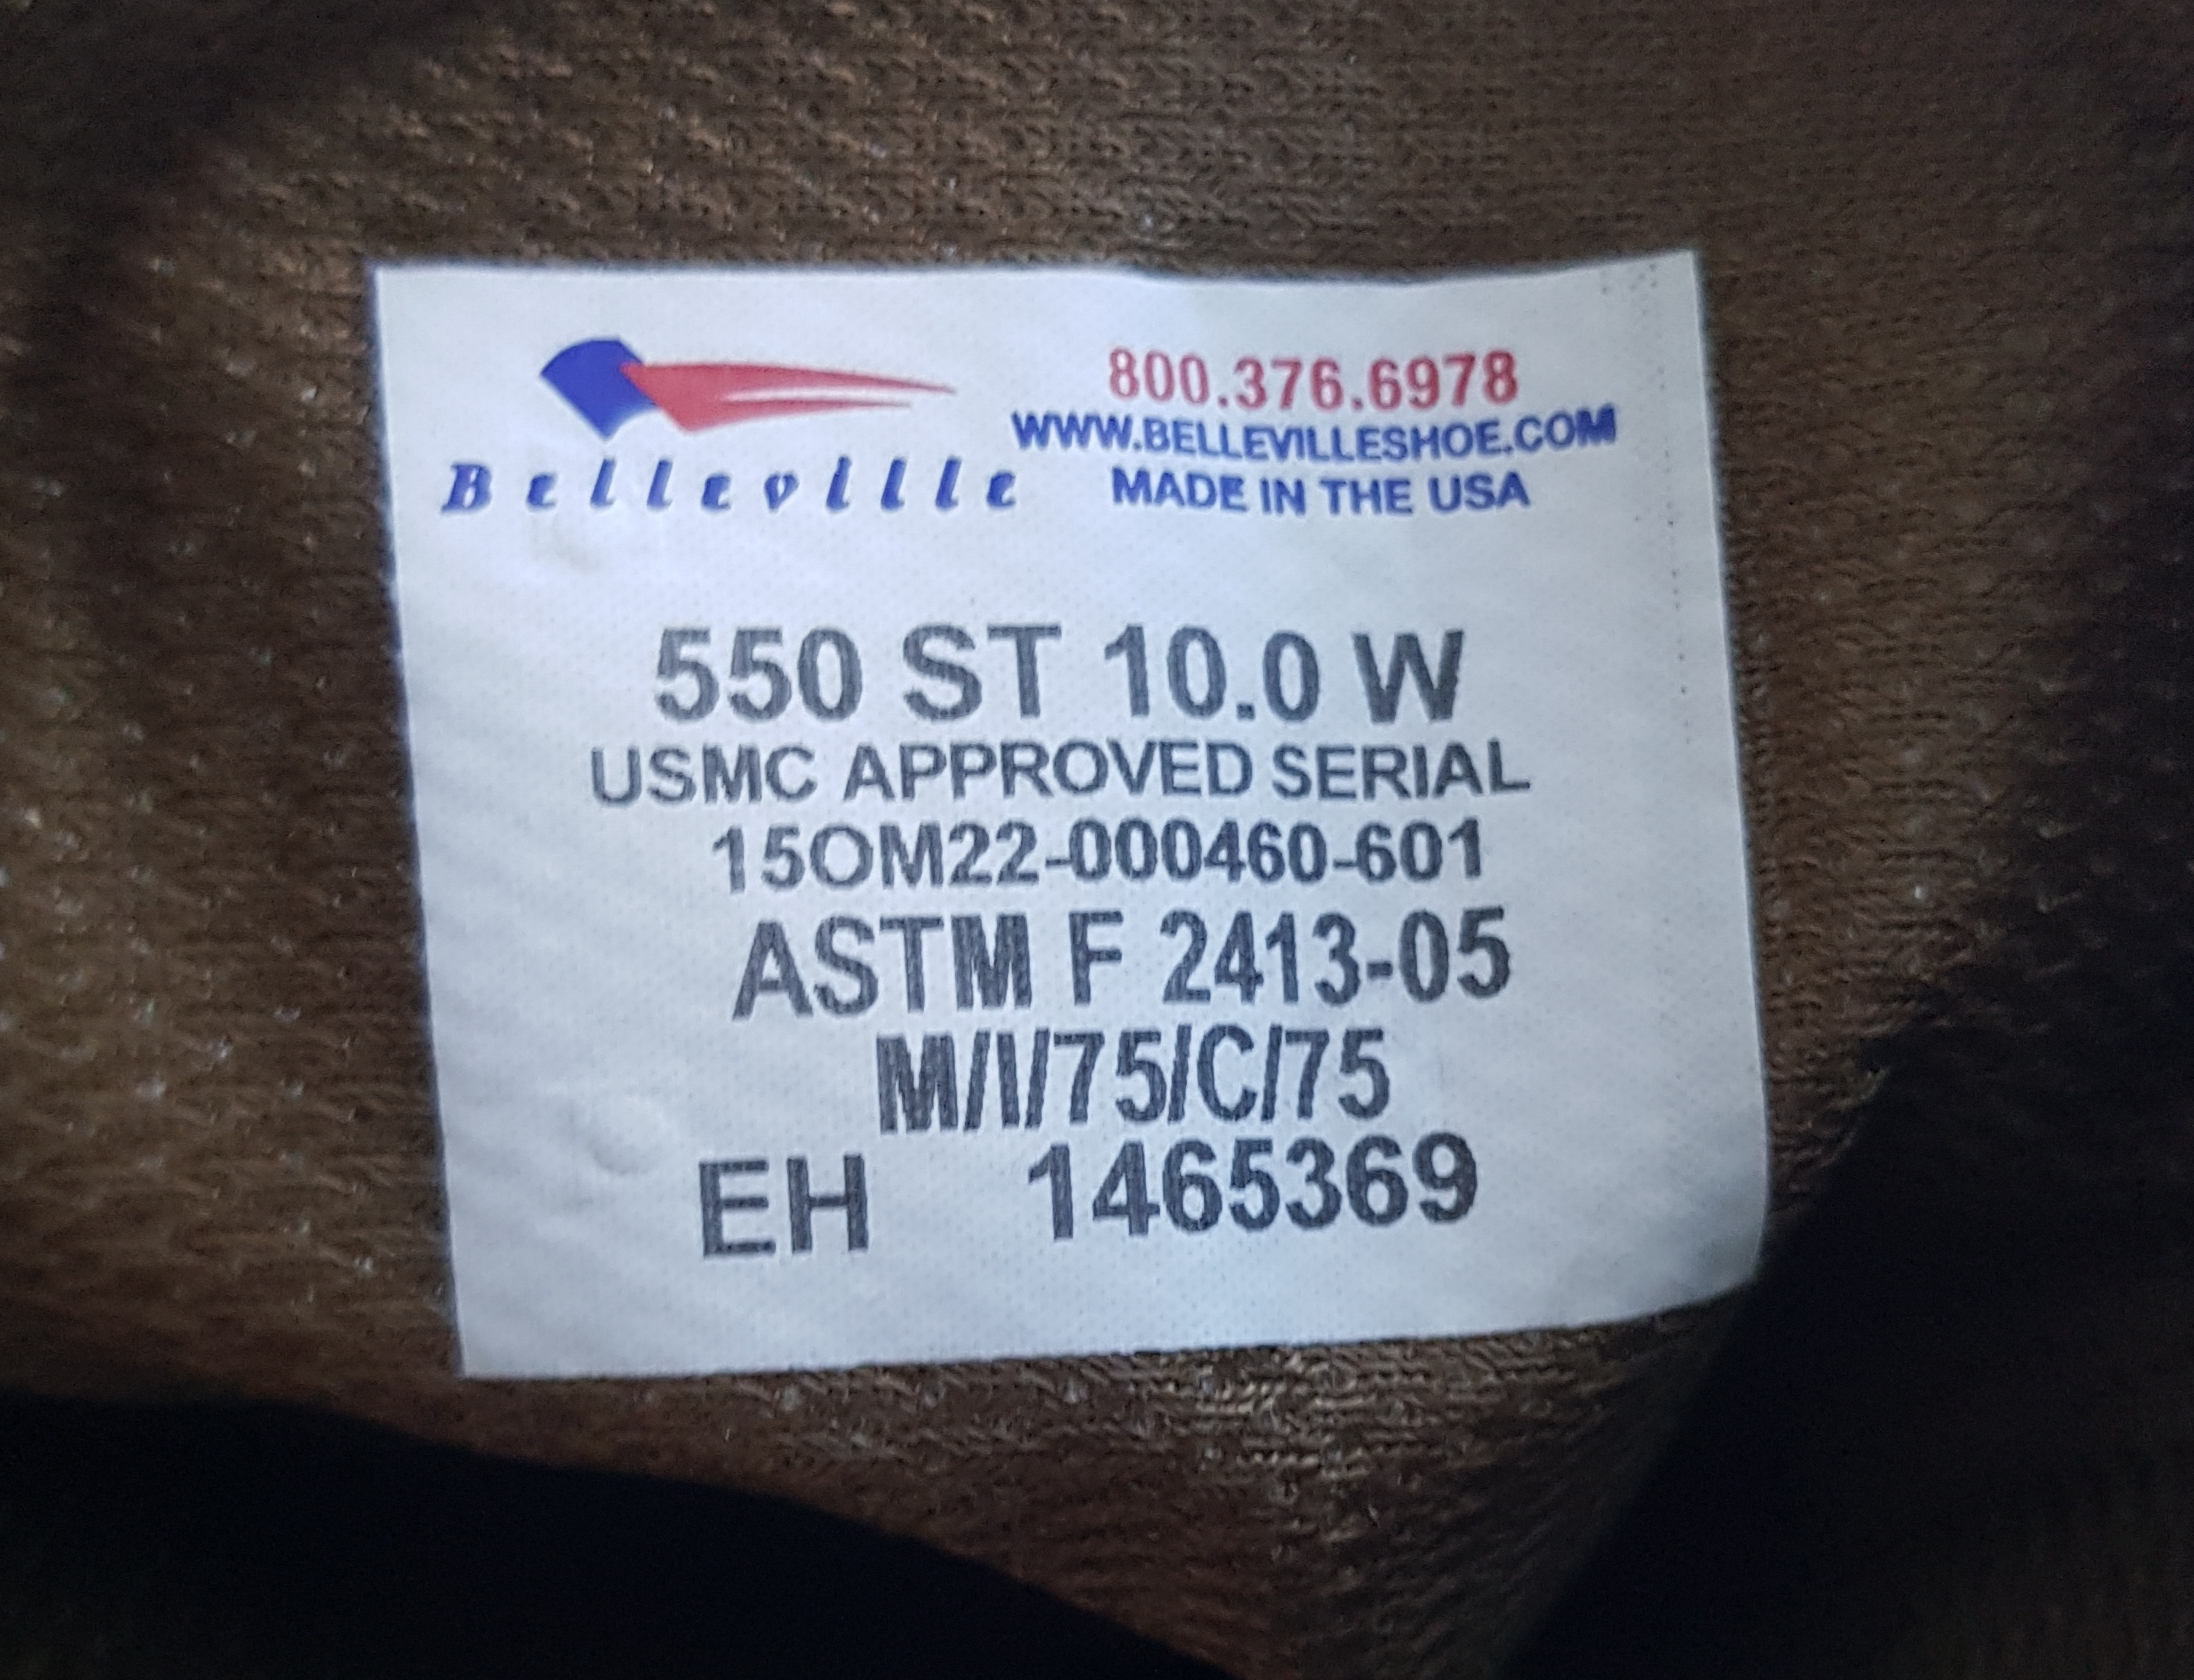 Belleville
800.376.6978
WWW.BELLEVILLESHOE.COM
MADE IN THE USA
550 ST 10.0 W
USMC APPROVED SERIAL
15OM22-000460-601
ASTM F 2413-05
M/I/75/C/75
EH 1465369